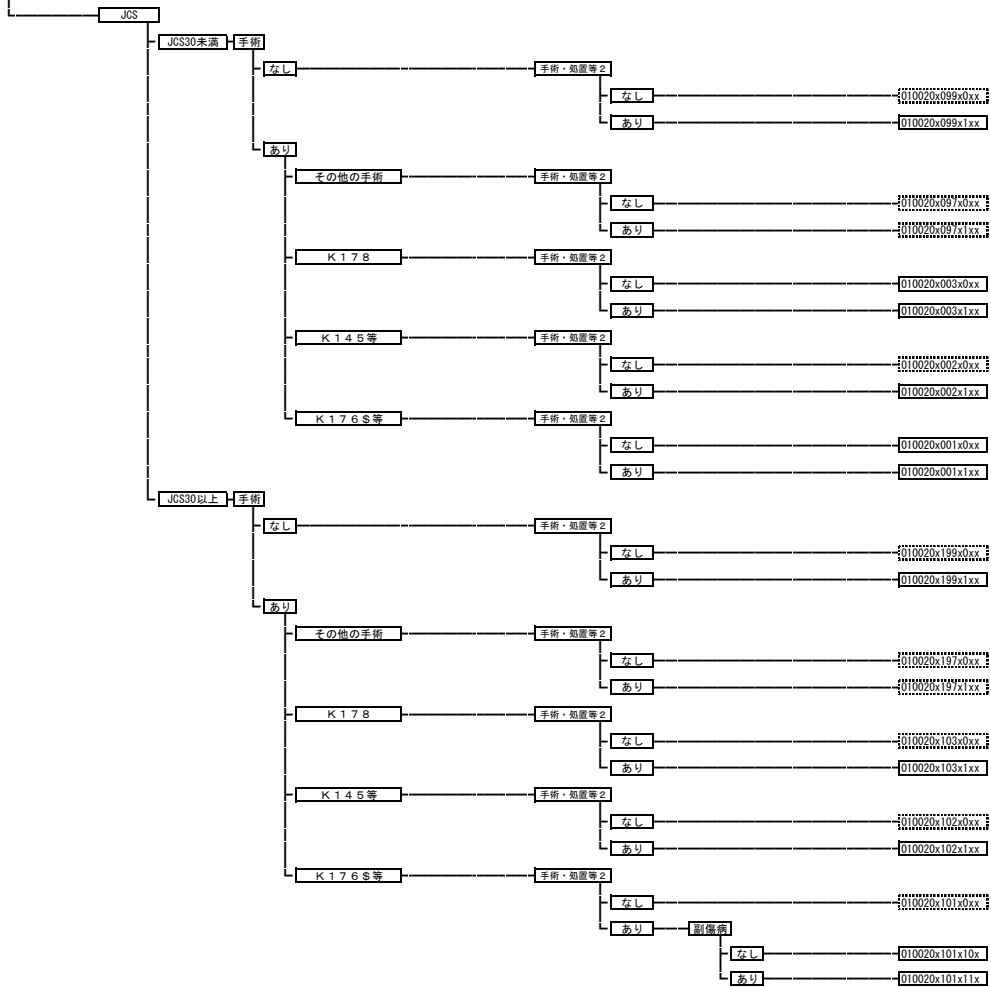 JCS
JCS30未満 手術
なし 手術・処置等2
なし 010020x099x0xx
あり 010020x099x1xx
あり
その他の手術 手術・処置等2
なし 010020x097x0xx
あり 010020x097x1xx
K178 手術・処置等2
なし 010020x003x0xx
あり 010020x003x1xx
K145等 手術・処置等2
なし 010020x002x0xx
あり 010020x002x1xx
K176$等 手術・処置等2
なし 010020x001x0xx
あり 010020x001x1xx
JCS30以上 手術
なし 手術・処置等2
なし 010020x199x0xx
あり 010020x199x1xx
あり
その他の手術 手術・処置等2
なし 010020x197x0xx
あり 010020x197x1xx
K178 手術・処置等2
なし 010020x103x0xx
あり 010020x103x1xx
K145等 手術・処置等2
なし 010020x102x0xx
あり 010020x102x1xx
K176$等 手術・処置等2
なし 010020x101x0xx
あり 副傷病
なし 010020x101x10x
あり 010020x101x11x